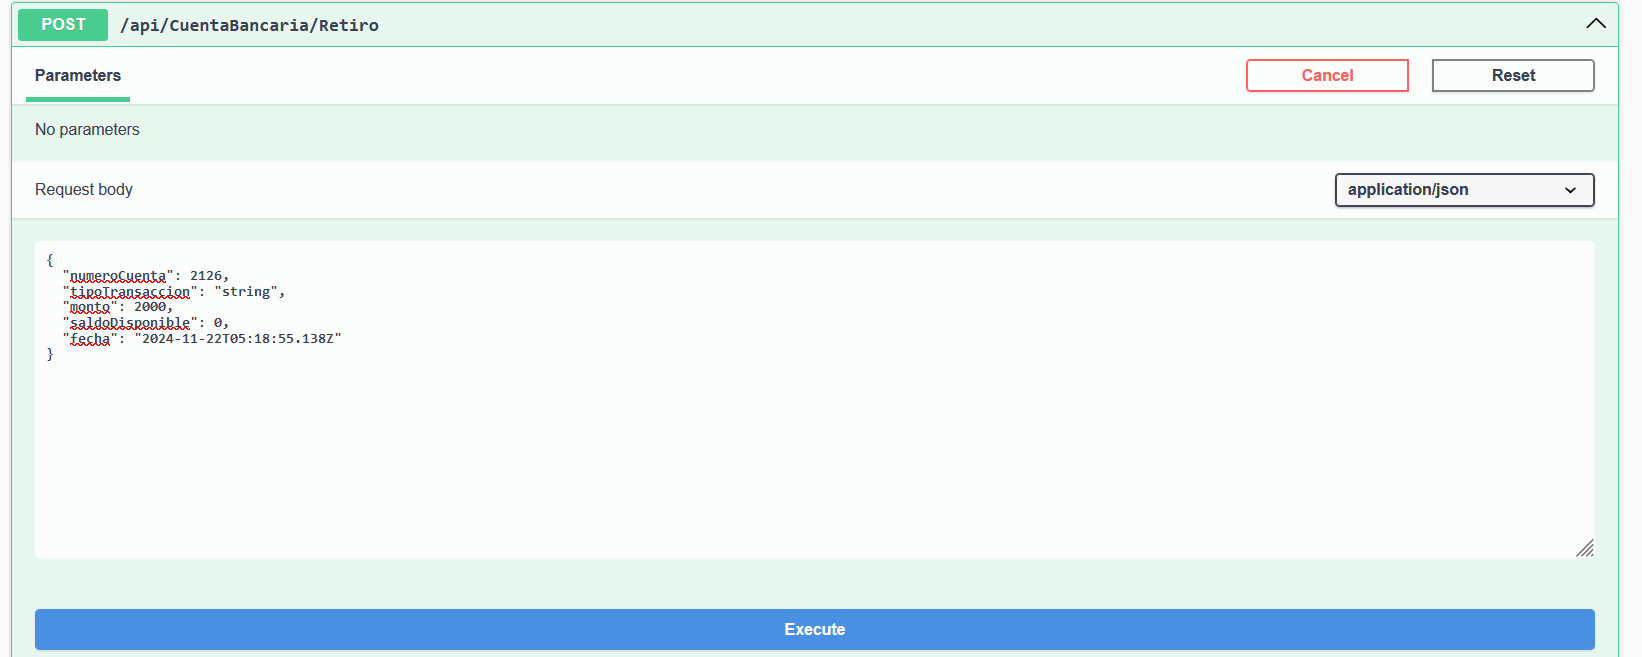 POST /api/CuentaBancaria/Retiro
Parameters
Cancel
Reset
No parameters
Request body
application/json
{
  "numeroCuenta": 2126,
  "tipoTransaccion": "string",
  "monto": 2000,
  "saldoDisponible": 0,
  "fecha": "2024-11-22T05:18:55.138Z"
}
Execute